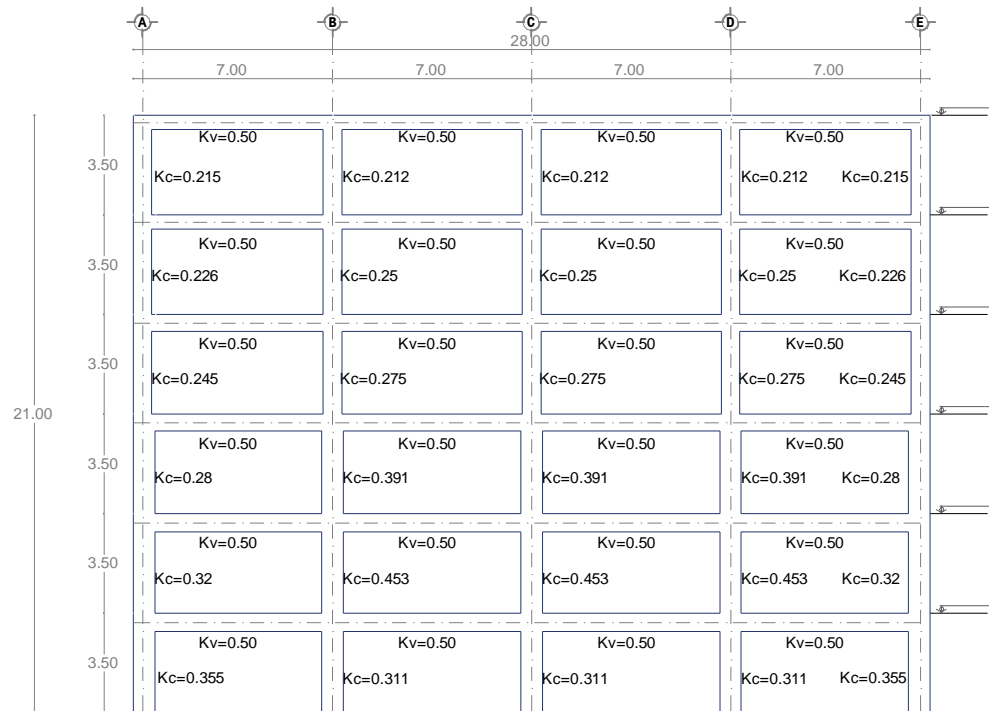 A B C D E
28.00
7.00 7.00 7.00 7.00
Kv=0.50 Kv=0.50 Kv=0.50 Kv=0.50
3.50
Kc=0.215 Kc=0.212 Kc=0.212 Kc=0.212 Kc=0.215
Kv=0.50 Kv=0.50 Kv=0.50 Kv=0.50
3.50
Kc=0.226 Kc=0.25 Kc=0.25 Kc=0.25 Kc=0.226
Kv=0.50 Kv=0.50 Kv=0.50 Kv=0.50
3.50
Kc=0.245 Kc=0.275 Kc=0.275 Kc=0.275 Kc=0.245
21.00
Kv=0.50 Kv=0.50 Kv=0.50 Kv=0.50
3.50
Kc=0.28 Kc=0.391 Kc=0.391 Kc=0.391 Kc=0.28
Kv=0.50 Kv=0.50 Kv=0.50 Kv=0.50
3.50
Kc=0.32 Kc=0.453 Kc=0.453 Kc=0.453 Kc=0.32
Kv=0.50 Kv=0.50 Kv=0.50 Kv=0.50
3.50
Kc=0.355 Kc=0.311 Kc=0.311 Kc=0.311 Kc=0.355